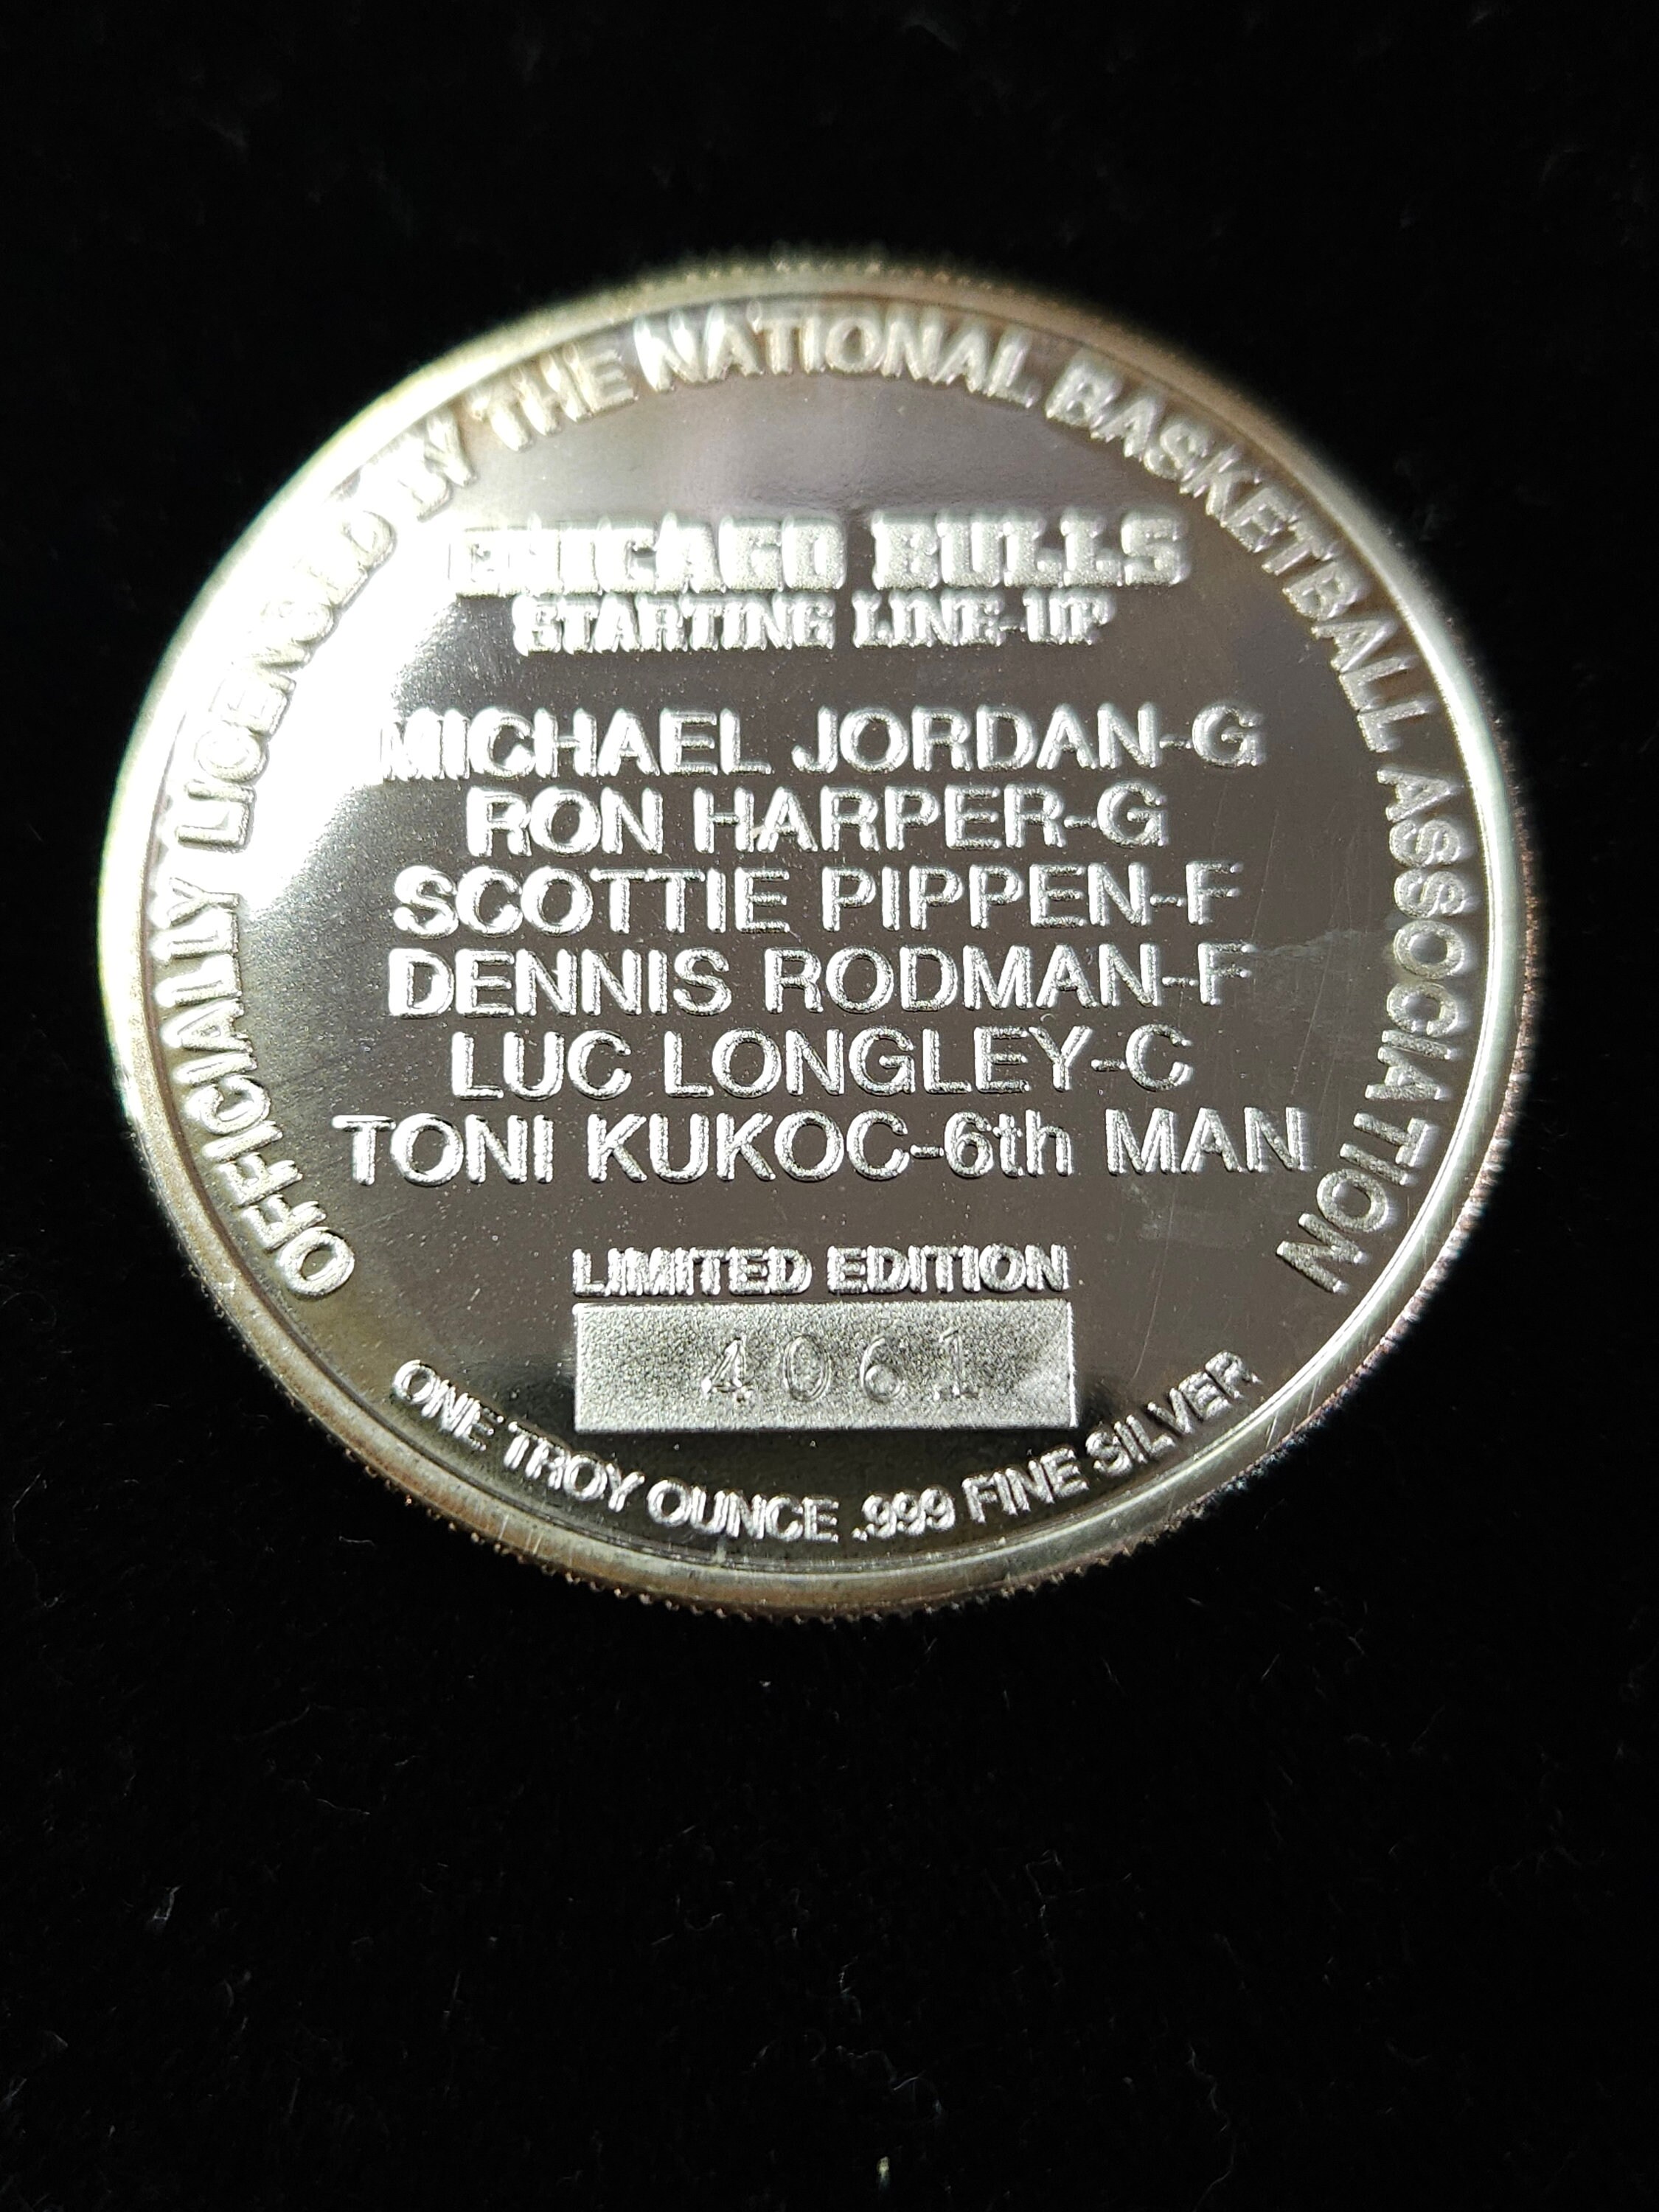 OFFICIALLY LICENSED BY THE NATIONAL BASKETBALL ASSOCIATION
CHICAGO BULLS
STARTING LINE-UP
MICHAEL JORDAN-G
RON HARPER-G
SCOTTIE PIPPEN-F
DENNIS RODMAN-F
LUC LONGLEY-C
TONI KUKOC-6th MAN
LIMITED EDITION
4061
ONE TROY OUNCE .999 FINE SILVER